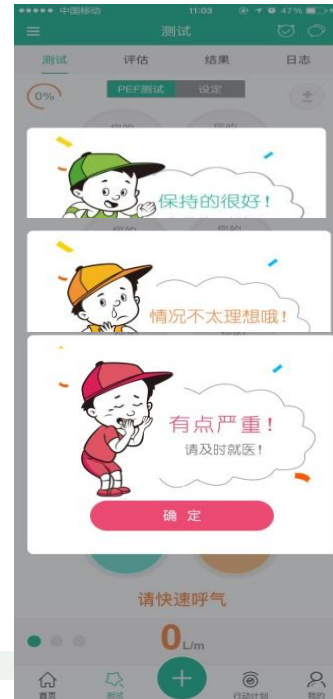 中国移动 11:03 47%
测试
测试 评估 结果 日志
0% PEF测试 设定
保持的很好！
情况不太理想哦！
有点严重！
请及时就医！
确 定
请快速呼气
0 L/m
首页 测试 行动计划 我的